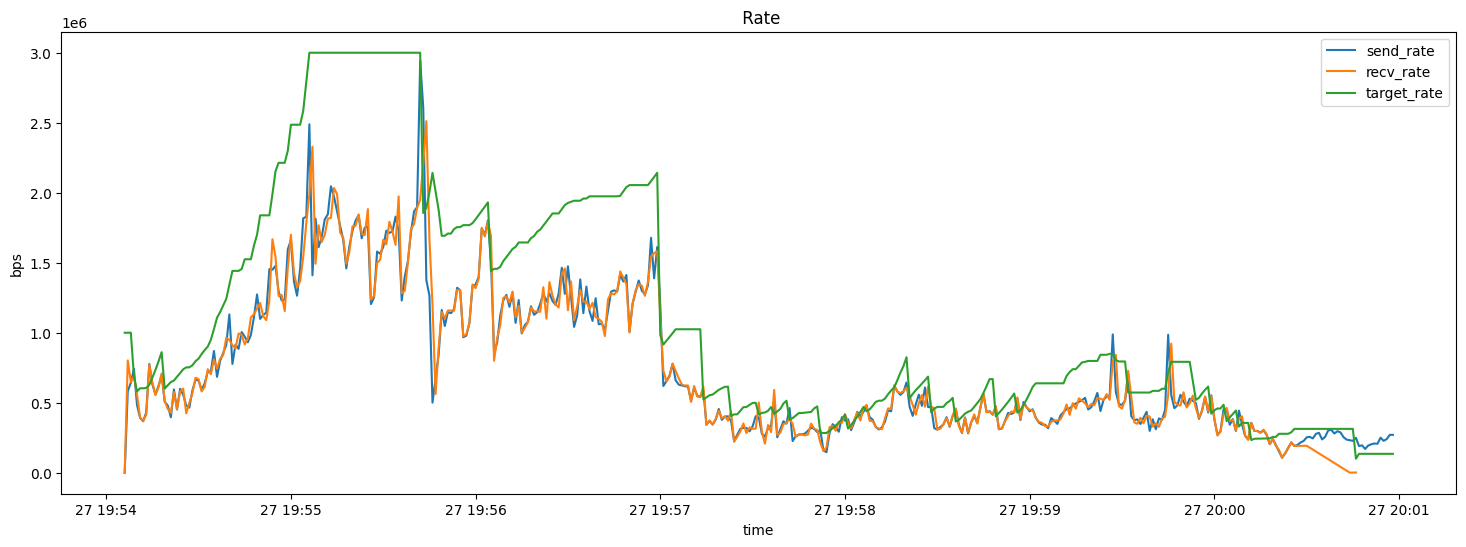 Rate
1e6
send_rate
recv_rate
target_rate
3.0
2.5
2.0
1.5
1.0
0.5
0.0
bps
27 19:54
27 19:55
27 19:56
27 19:57
27 19:58
27 19:59
27 20:00
27 20:01
time